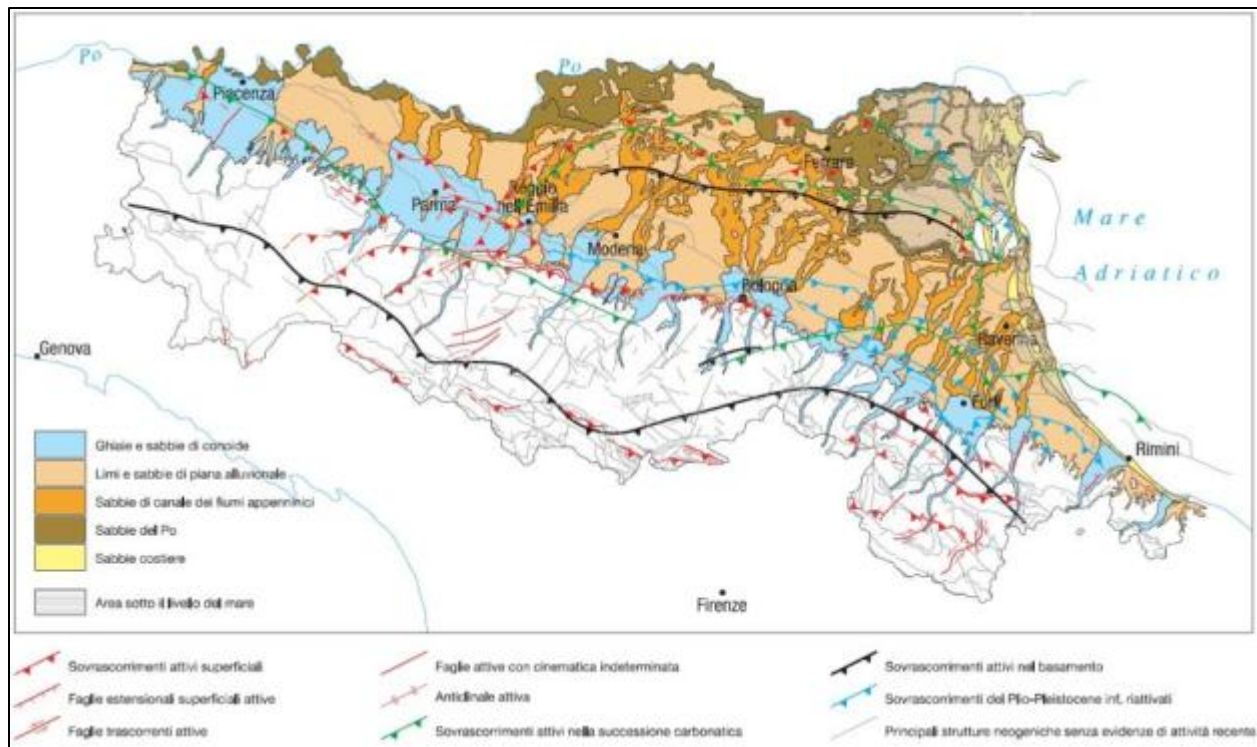 Po
Po
Piacenza
Ferrara
Parma
Reggio
nell'Emilia
Mare
Adriatico
Modena
Bologna
Ravenna
Genova
Forlì
Rimini
Firenze
Ghiaie e sabbie di conoide
Limi e sabbie di piana alluvionale
Sabbie di canale dei fiumi appenninici
Sabbie del Po
Sabbie costiere
Area sotto il livello del mare
Sovrascorrimenti attivi superficiali
Faglie attive con cinematica indeterminata
Sovrascorrimenti attivi nel basamento
Faglie estensionali superficiali attive
Anticlinale attiva
Sovrascorrimenti del Plio-Pleistocene inf. riattivati
Faglie trascorrenti attive
Sovrascorrimenti attivi nella successione carbonatica
Principali strutture neogeniche senza evidenze di attività recente